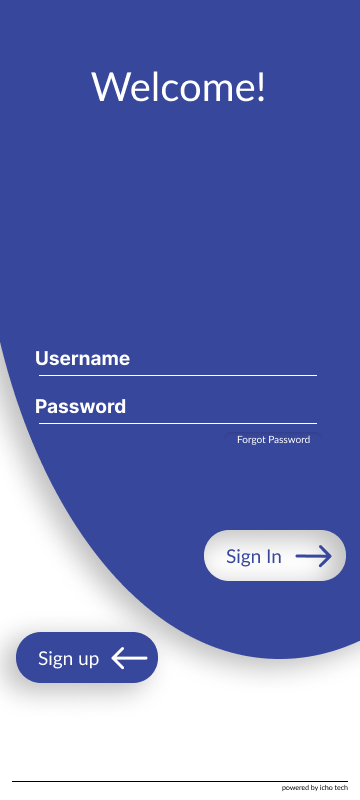 Welcome!
Username
Password
Forgot Password
Sign In
Sign up
powered by icho tech